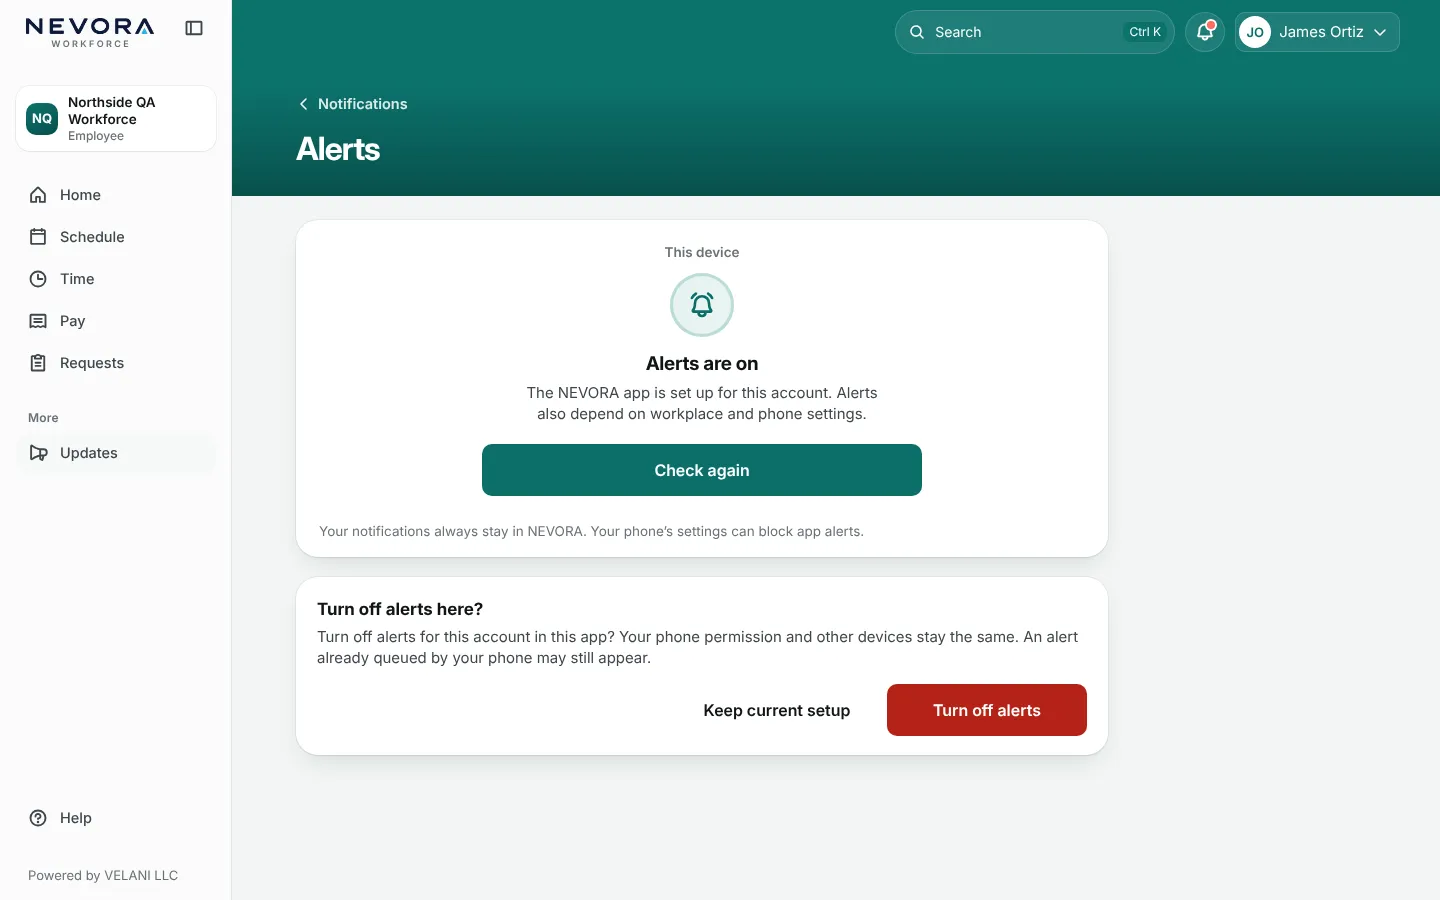 NEVORA
WORKFORCE
Search
Ctrl K
JO
James Ortiz
NQ
Northside QA
Workforce
Employee
Home
Schedule
Time
Pay
Requests
More
Updates
Help
Powered by VELANI LLC
Notifications
Alerts
This device
Alerts are on
The NEVORA app is set up for this account. Alerts
also depend on workplace and phone settings.
Check again
Your notifications always stay in NEVORA. Your phone’s settings can block app alerts.
Turn off alerts here?
Turn off alerts for this account in this app? Your phone permission and other devices stay the same. An alert
already queued by your phone may still appear.
Keep current setup
Turn off alerts